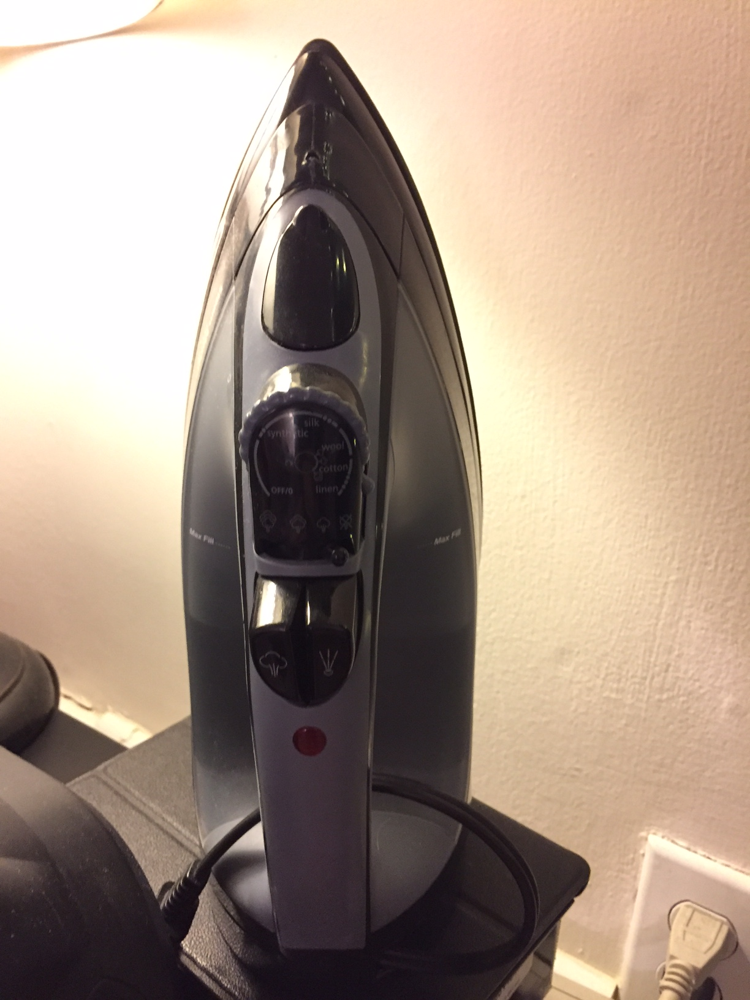 silk
synthetic
wool
cotton
OFF/0
linen
Max Fill
Max Fill